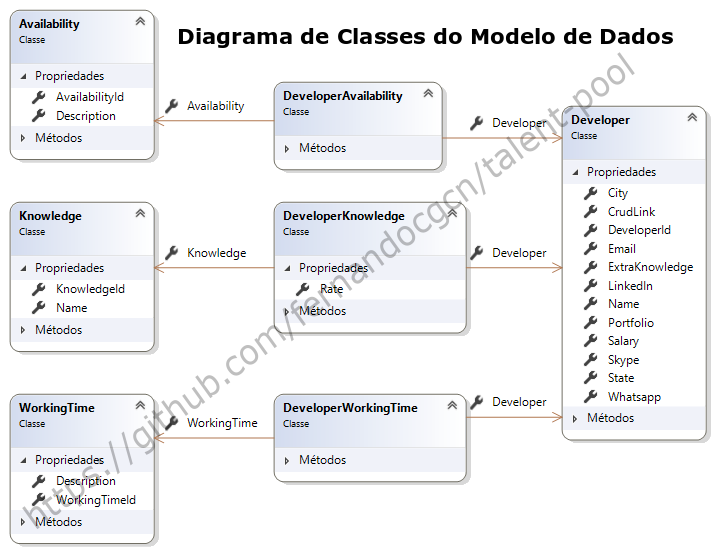 Diagrama de Classes do Modelo de Dados
Availability
Classe
Propriedades
AvailabilityId
Description
Métodos
Availability
DeveloperAvailability
Classe
Métodos
Developer
Developer
Classe
Propriedades
City
CrudLink
DeveloperId
Email
ExtraKnowledge
LinkedIn
Name
Portfolio
Salary
Skype
State
Whatsapp
Métodos
Knowledge
Classe
Propriedades
KnowledgeId
Name
Métodos
Knowledge
DeveloperKnowledge
Classe
Propriedades
Rate
Métodos
Developer
WorkingTime
Classe
Propriedades
Description
WorkingTimeId
Métodos
WorkingTime
DeveloperWorkingTime
Classe
Métodos
Developer
https://github.com/fernandocgcn/talent-pool